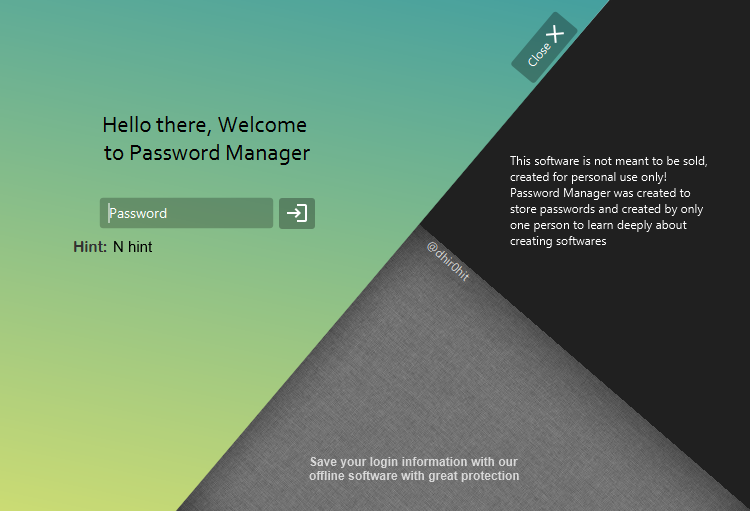 Close
Hello there, Welcome
to Password Manager
Password
Hint: N hint
This software is not meant to be sold,
created for personal use only!
Password Manager was created to
store passwords and created by only
one person to learn deeply about
creating softwares
@dhir0hit
Save your login information with our
offline software with great protection